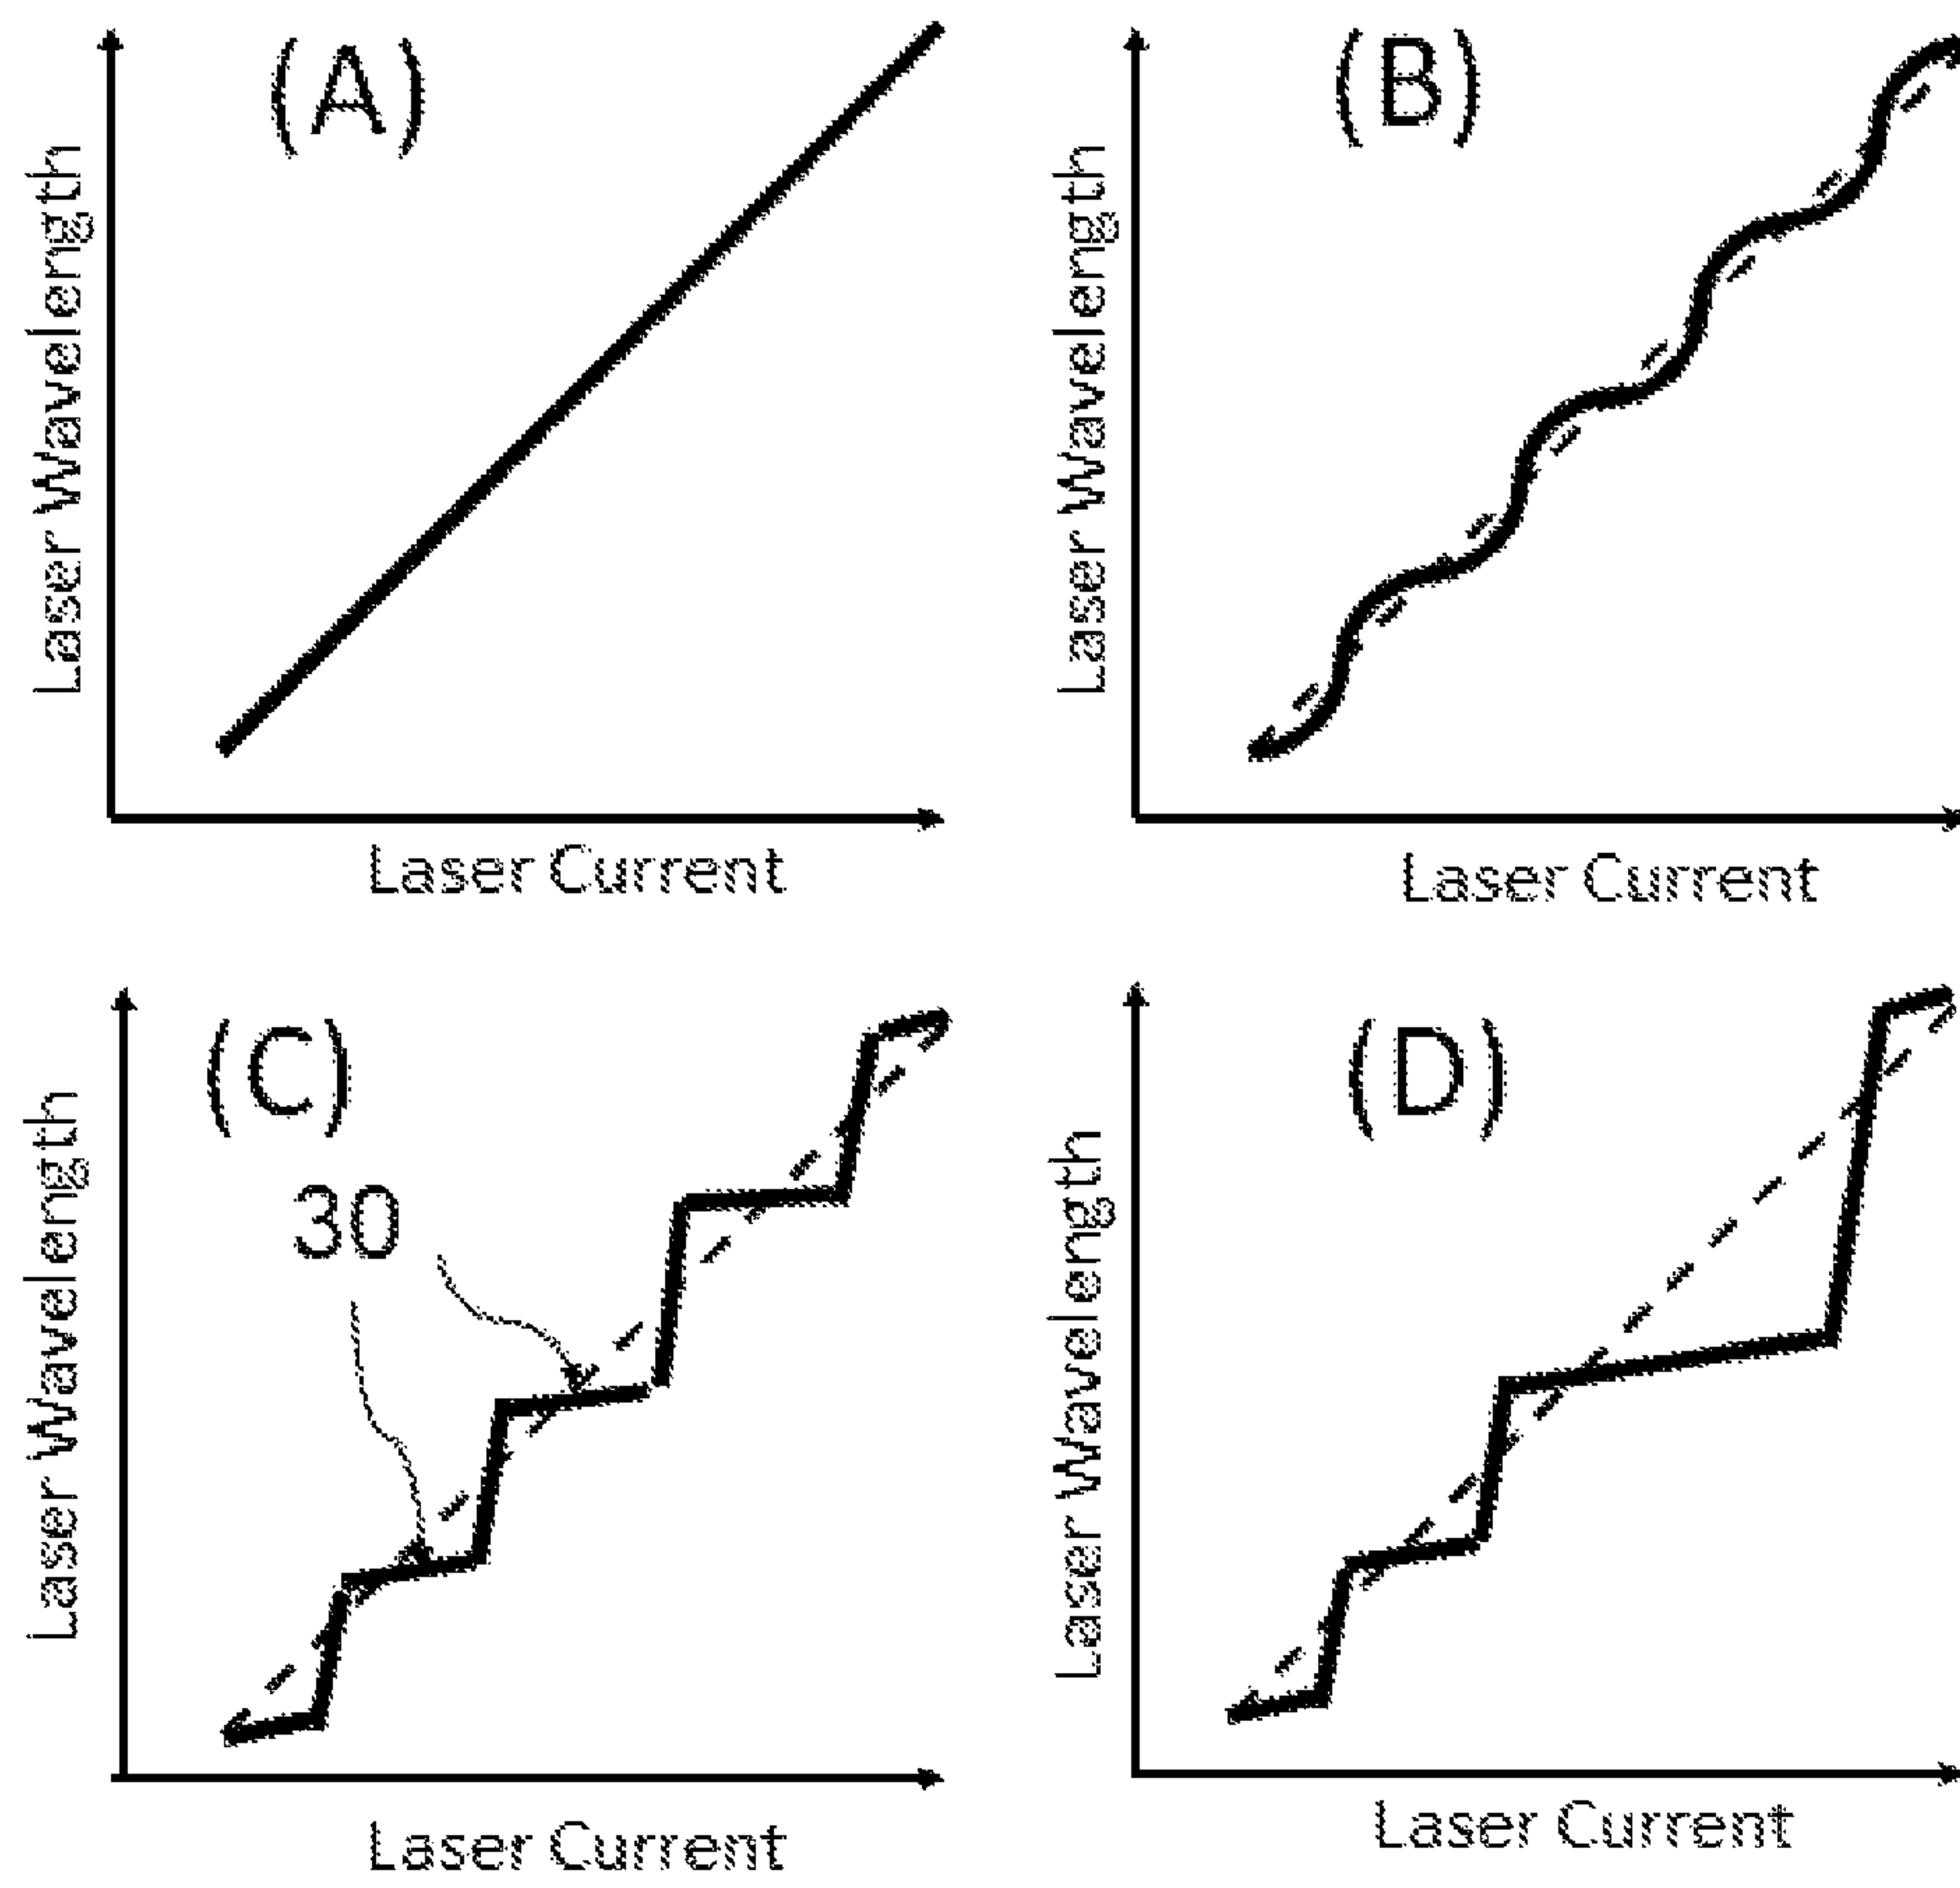 (A)
Laser Wavelength
Laser Current
(B)
Laser Wavelength
Laser Current
(C)
30
Laser Wavelength
Laser Current
(D)
Laser Wavelength
Laser Current